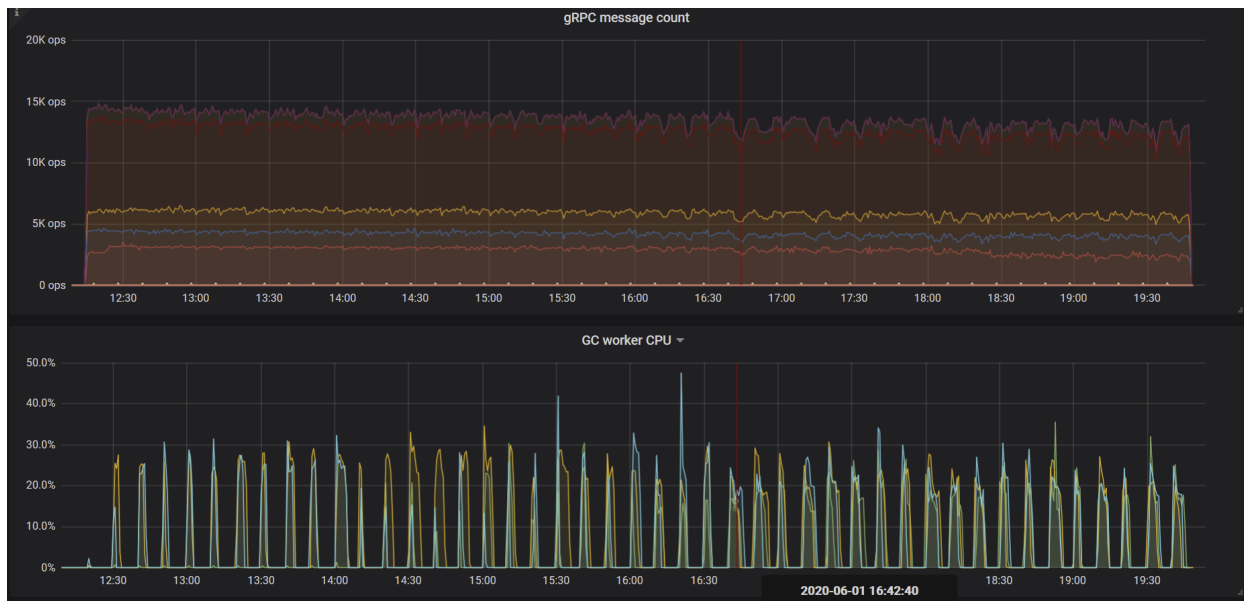 i
gRPC message count
20K ops
15K ops
10K ops
5K ops
0 ops
12:30 13:00 13:30 14:00 14:30 15:00 15:30 16:00 16:30 17:00 17:30 18:00 18:30 19:00 19:30
GC worker CPU
50.0%
40.0%
30.0%
20.0%
10.0%
0%
12:30 13:00 13:30 14:00 14:30 15:00 15:30 16:00 16:30 18:30 19:00 19:30
2020-06-01 16:42:40